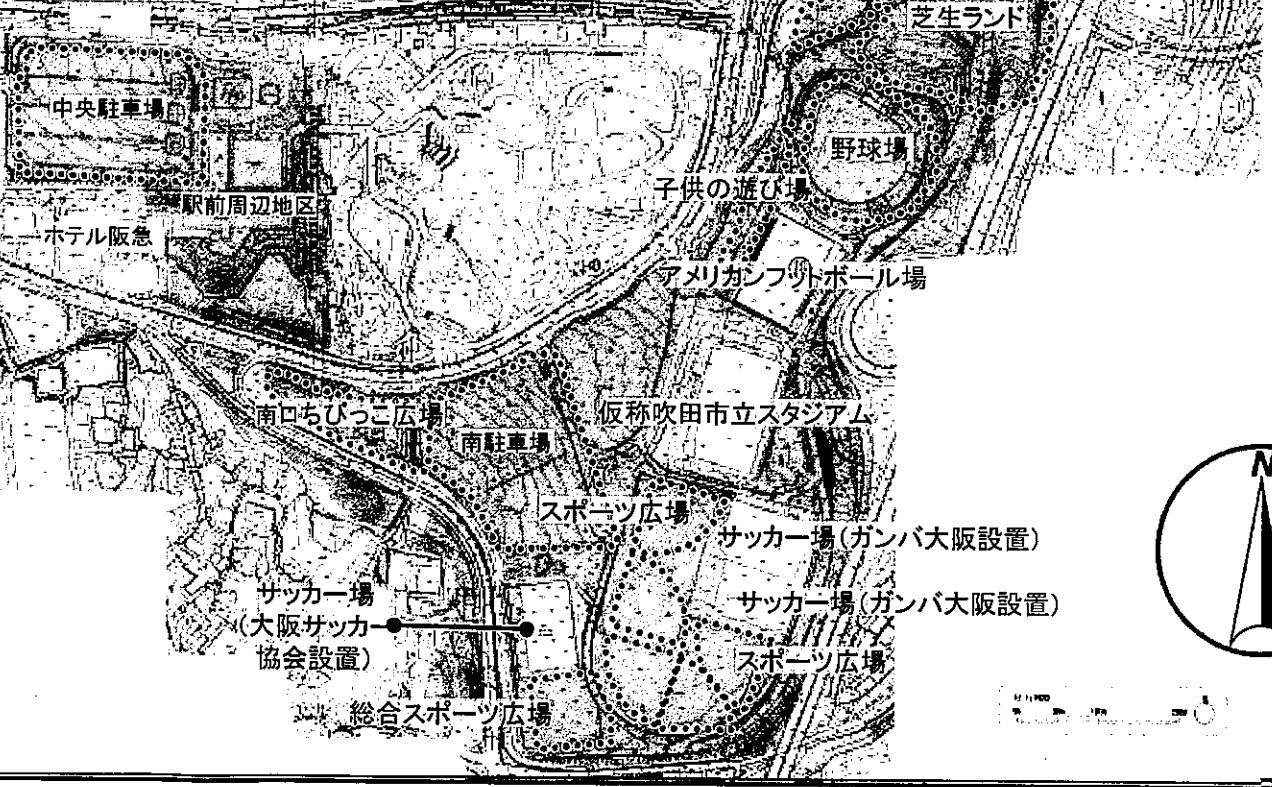 芝生ランド
中央駐車場
野球場
子供の遊び場
駅前周辺地区
ホテル阪急
アメリカンフットボール場
南口ちびっこ広場
仮称吹田市立スタジアム
南駐車場
スポーツ広場
サッカー場(ガンバ大阪設置)
サッカー場
(大阪サッカー
協会設置)
サッカー場(ガンバ大阪設置)
スポーツ広場
総合スポーツ広場
N